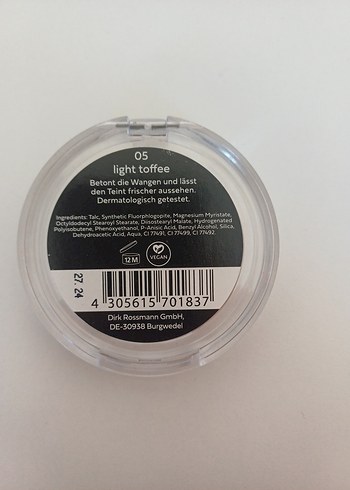 05
light toffee
Betont die Wangen und lässt
den Teint frischer aussehen.
Dermatologisch getestet.
Ingredients: Talc, Synthetic Fluorphlogopite, Magnesium Myristate,
Octyldodecyl Stearoyl Stearate, Diisostearyl Malate, Hydrogenated
Polyisobutene, Phenoxyethanol, P-Anisic Acid, Benzyl Alcohol, Silica,
Dehydroacetic Acid, Aqua, CI 77491, CI 77499, CI 77492.
12 M
VEGAN
27. 24
4 305615 701837
Dirk Rossmann GmbH,
DE-30938 Burgwedel